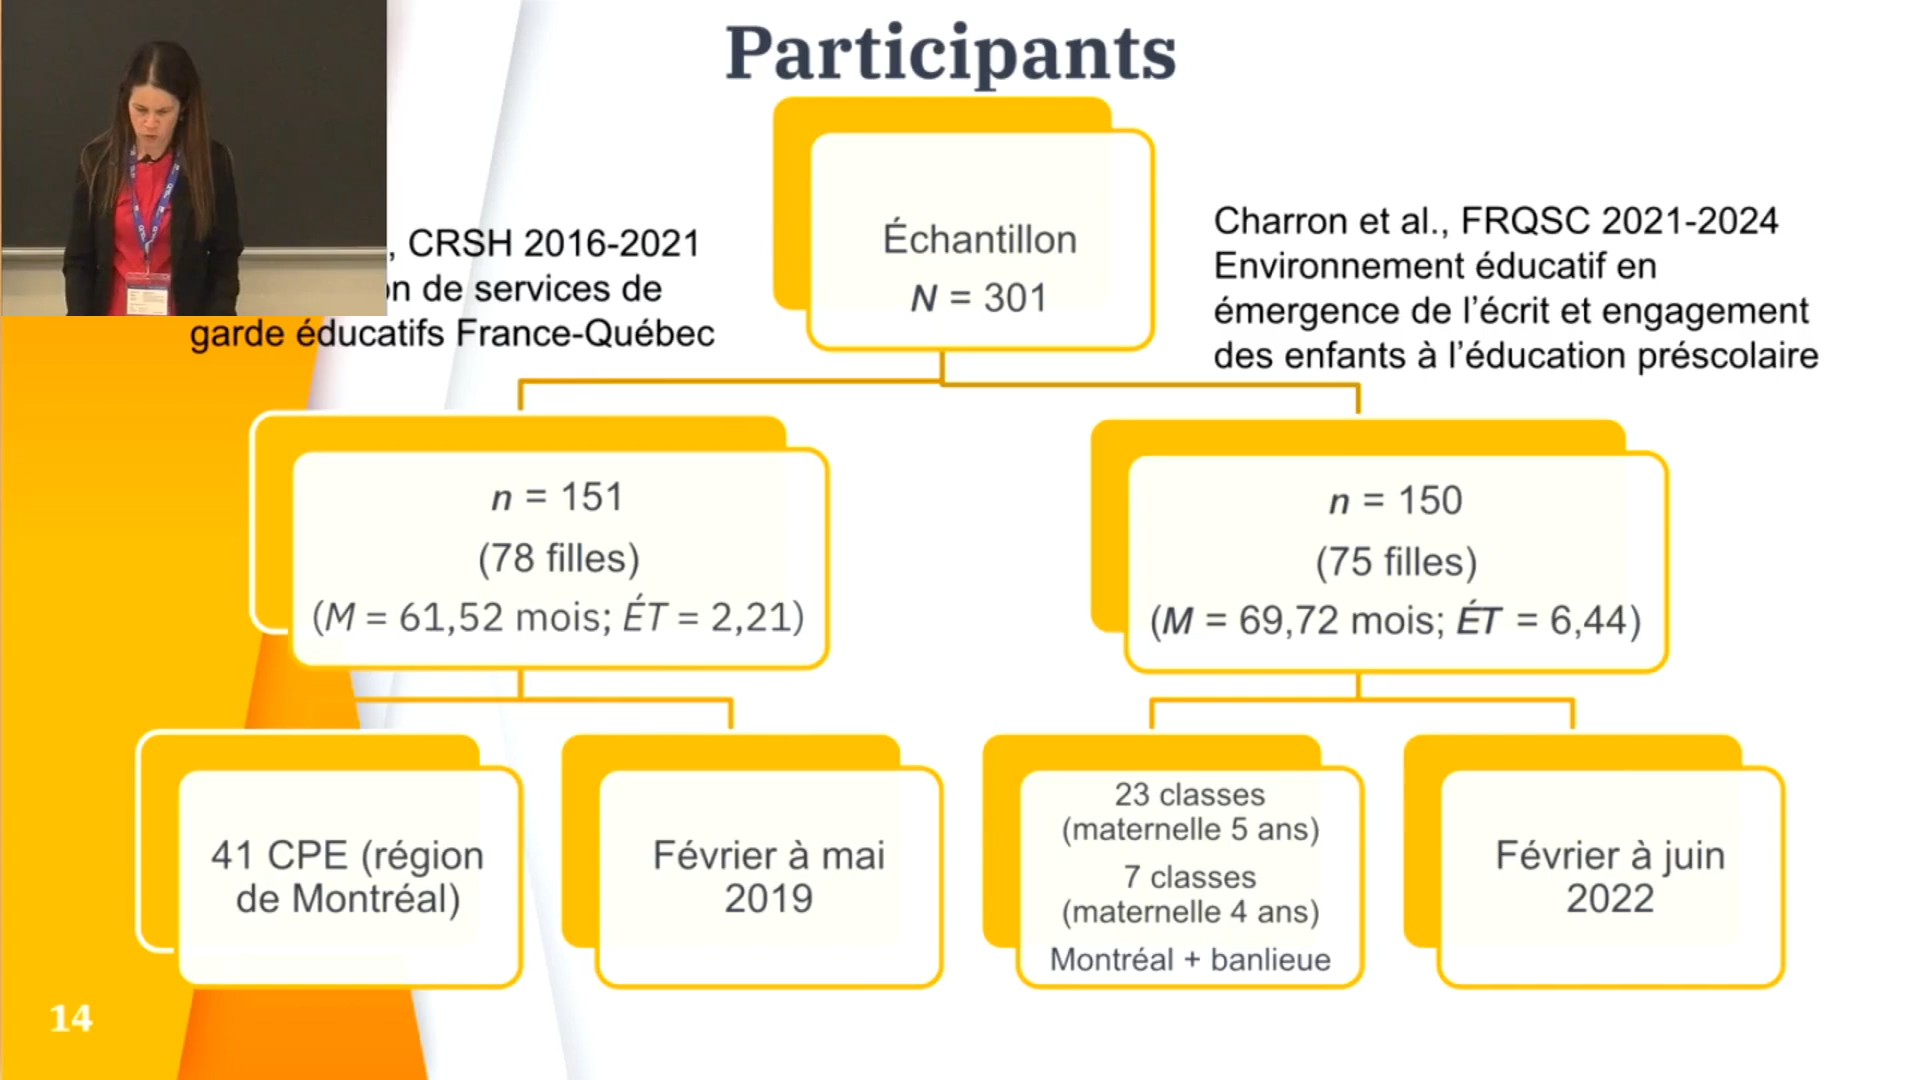 Participants
Échantillon
N = 301
, CRSH 2016-2021
de services de
garde éducatifs France-Québec
Charron et al., FRQSC 2021-2024
Environnement éducatif en
émergence de l'écrit et engagement
des enfants à l'éducation préscolaire
n = 151
(78 filles)
(M = 61,52 mois; ÉT = 2,21)
n = 150
(75 filles)
(M = 69,72 mois; ÉT = 6,44)
41 CPE (région
de Montréal)
Février à mai
2019
23 classes
(maternelle 5 ans)
7 classes
(maternelle 4 ans)
Montréal + banlieue
Février à juin
2022
14